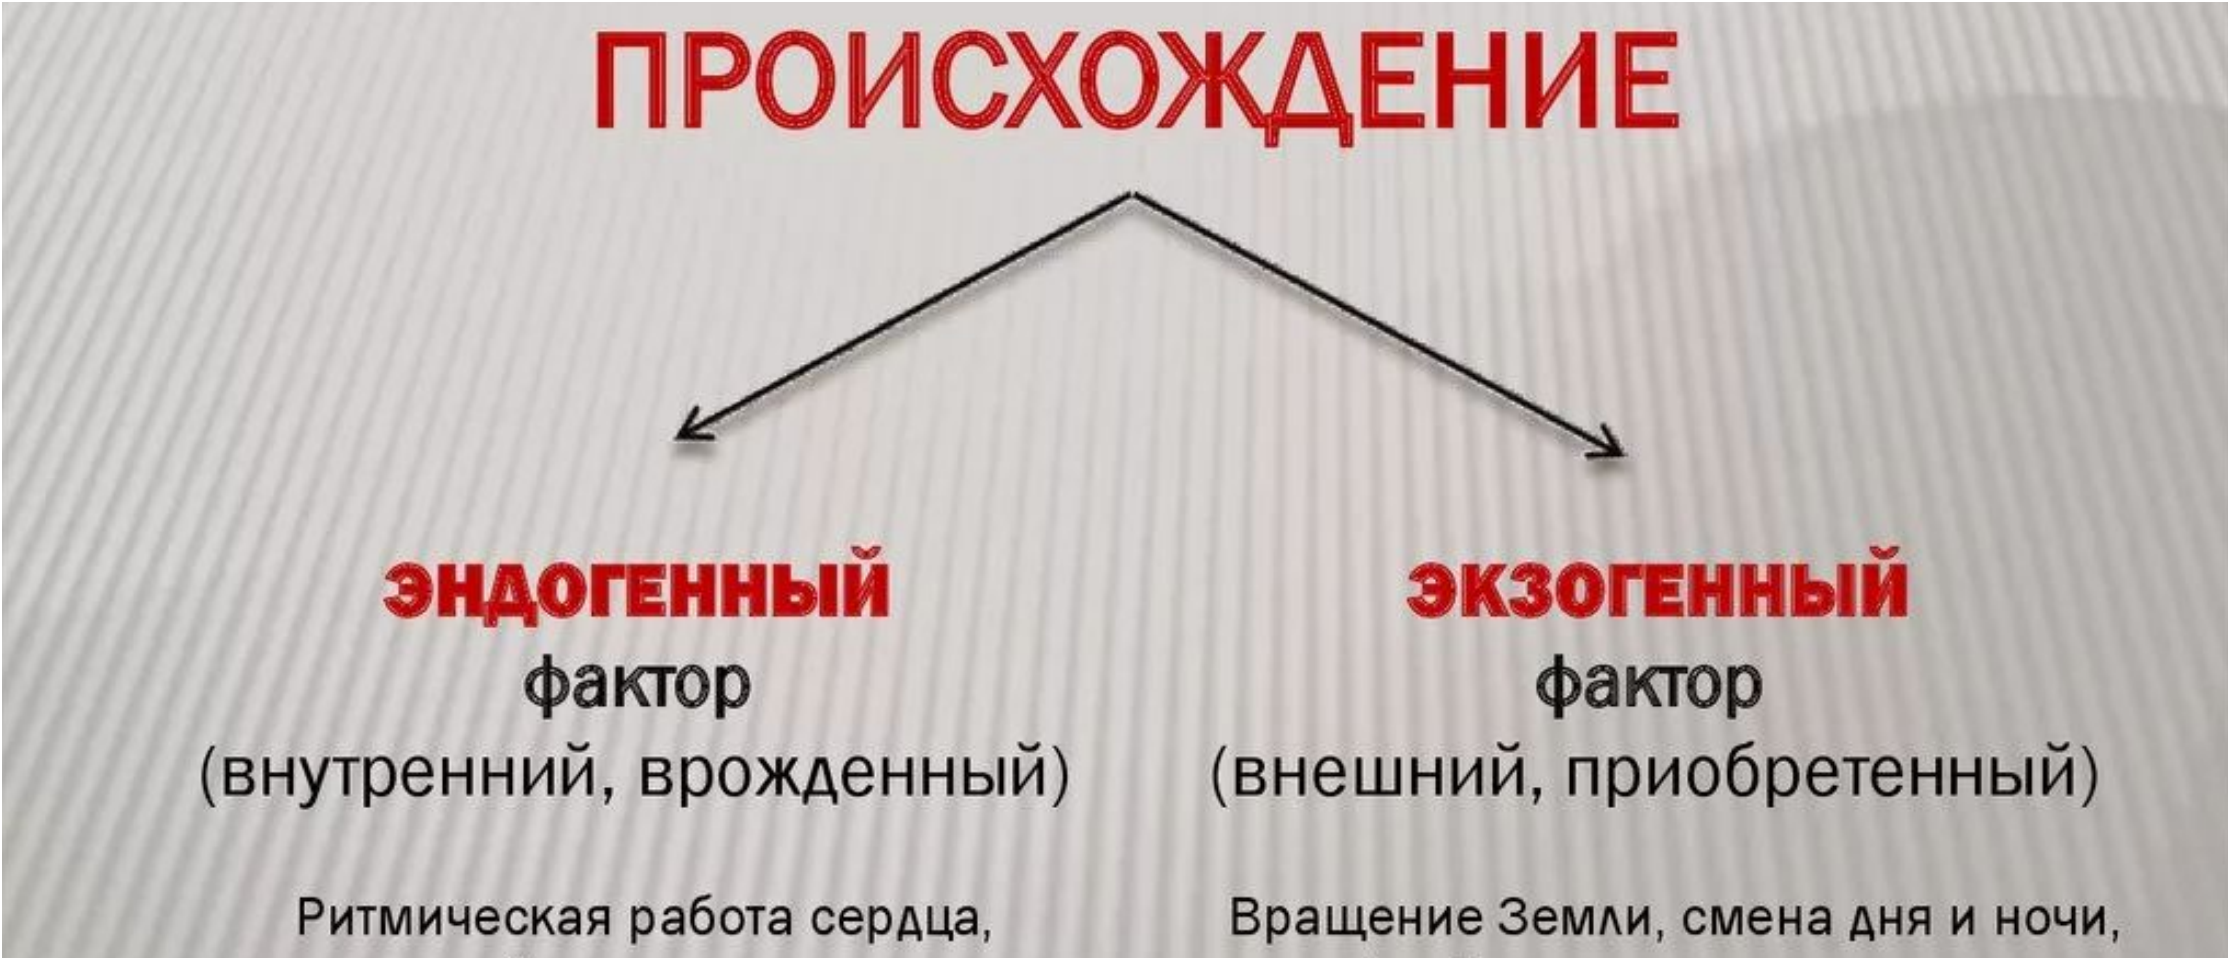 ПРОИСХОЖДЕНИЕ
ЭНДОГЕННЫЙ
фактор
(внутренний, врожденный)
Ритмическая работа сердца,
ЭКЗОГЕННЫЙ
фактор
(внешний, приобретенный)
Вращение Земли, смена дня и ночи,